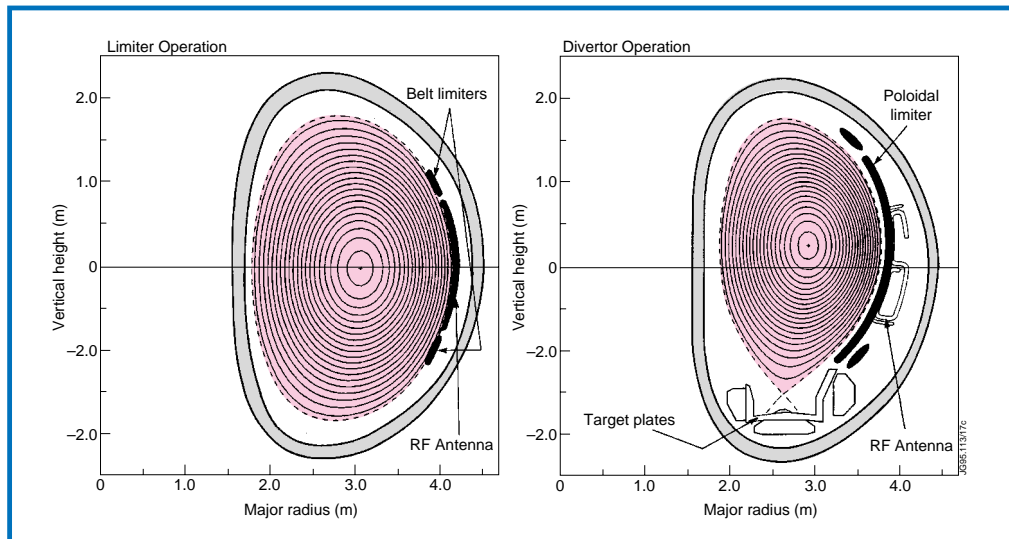 Limiter Operation
2.0
1.0
0
–2.0
–2.0
Vertical height (m)
0
1.0
2.0
3.0
4.0
Major radius (m)
Belt limiters
RF Antenna
Divertor Operation
2.0
1.0
0
–2.0
–2.0
Vertical height (m)
0
1.0
2.0
3.0
4.0
Major radius (m)
Poloidal
limiter
Target plates
RF Antenna
JG95.113/17c